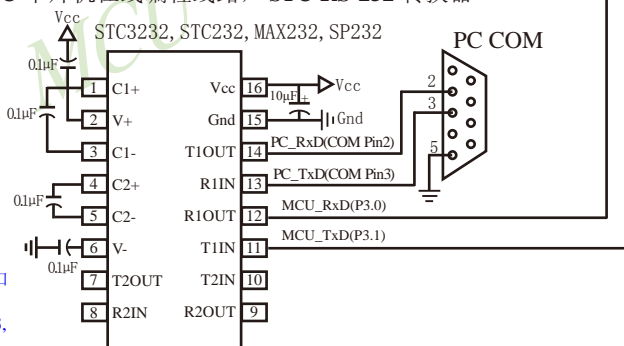 STC3232, STC232, MAX232, SP232
Vcc
PC COM
MCU
0.1μF
0.1μF
1 C1+
Vcc 16
Vcc
10μF +
2 V+
Gnd 15
Gnd
3 C1-
T1OUT 14
PC_RxD(COM Pin2)
4 C2+
R1IN 13
PC_TxD(COM Pin3)
0.1μF
5 C2-
R1OUT 12
MCU_RxD(P3.0)
6 V-
T1IN 11
MCU_TxD(P3.1)
0.1μF
7 T2OUT
T2IN 10
8 R2IN
R2OUT 9
2
3
5